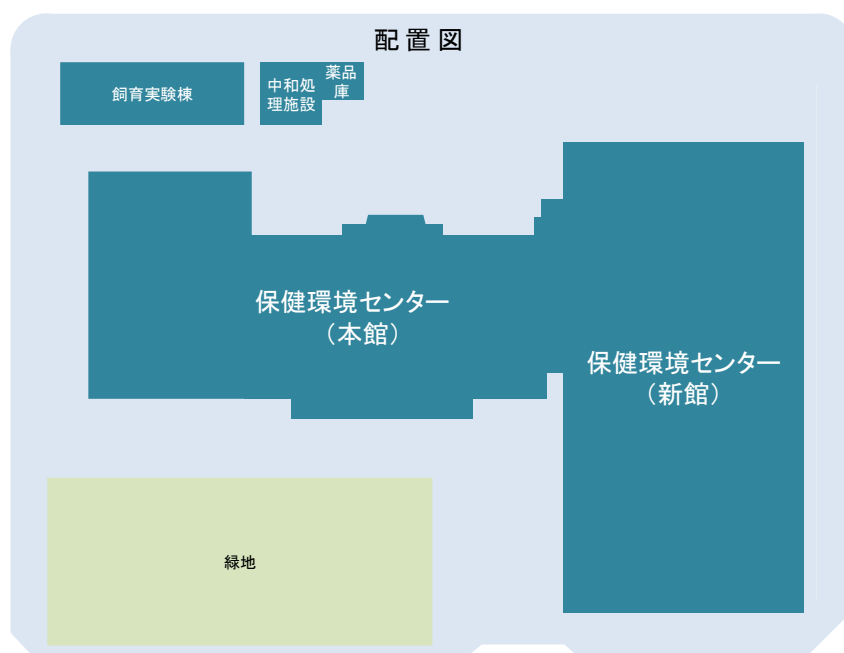 配置図
飼育実験棟
中和処
理施設
薬品
庫
保健環境センター
（本館）
保健環境センター
（新館）
緑地